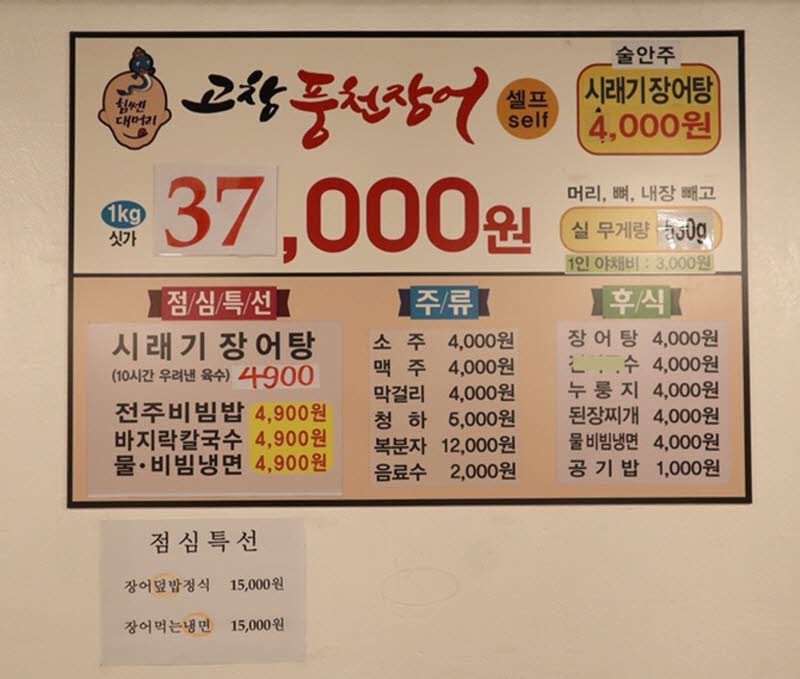 힘쎈
대머리
고창 풍천장어
셀프
self
술안주
시래기 장어탕
4,000원
1kg
싯가
37,000원
머리, 뼈, 내장 빼고
실 무게량 530g
1인 야채비 : 3,000원
점/심/특/선
시래기 장어탕
(10시간 우려낸 육수) 4900
전주비빔밥 4,900원
바지락칼국수 4,900원
물·비빔냉면 4,900원
주/류
소 주 4,000원
맥 주 4,000원
막걸리 4,000원
청 하 5,000원
복분자 12,000원
음료수 2,000원
후/식
장 어 탕 4,000원
수 4,000원
누 룽 지 4,000원
된장찌개 4,000원
물비빔냉면 4,000원
공 기 밥 1,000원
점심특선
장어덮밥정식 15,000원
장어먹는냉면 15,000원